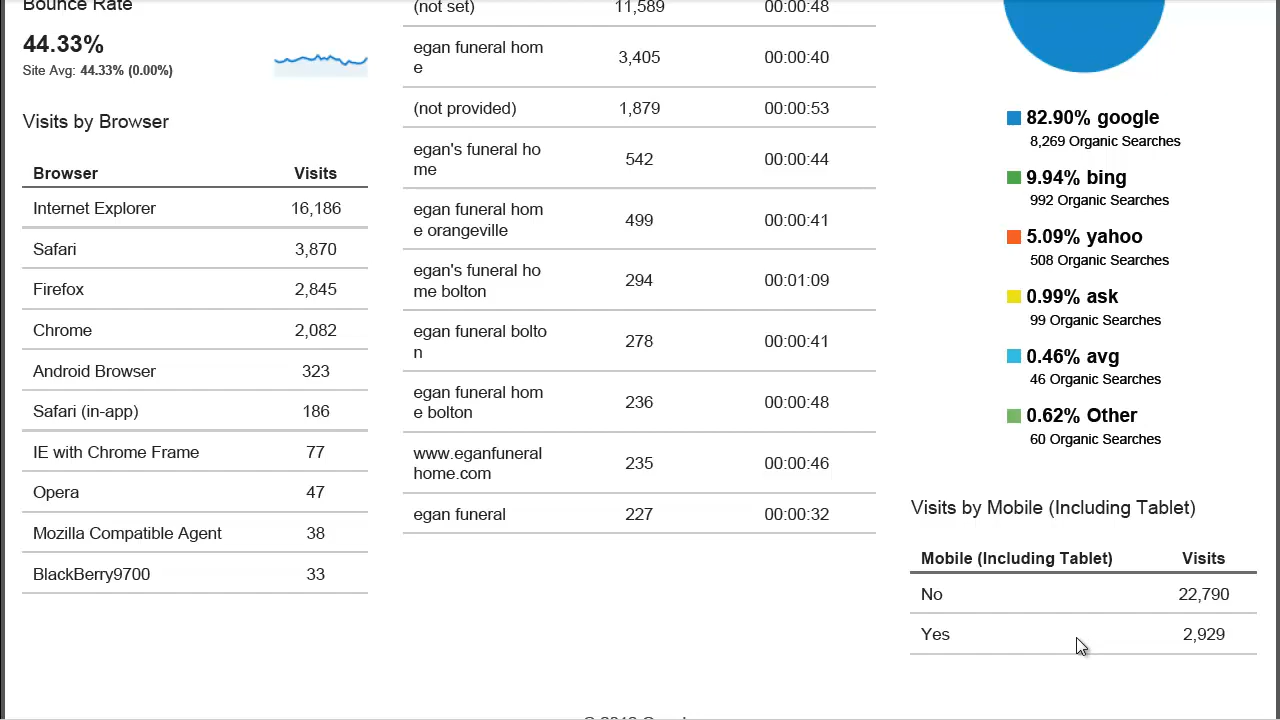 Bounce Rate
44.33%
Site Avg: 44.33% (0.00%)
Visits by Browser
Browser Visits
Internet Explorer 16,186
Safari 3,870
Firefox 2,845
Chrome 2,082
Android Browser 323
Safari (in-app) 186
IE with Chrome Frame 77
Opera 47
Mozilla Compatible Agent 38
BlackBerry9700 33
(not set) 11,589 00:00:48
egan funeral hom
e 3,405 00:00:40
(not provided) 1,879 00:00:53
egan's funeral ho
me 542 00:00:44
egan funeral hom
e orangeville 499 00:00:41
egan's funeral ho
me bolton 294 00:01:09
egan funeral bolto
n 278 00:00:41
egan funeral hom
e bolton 236 00:00:48
www.eganfuneral
home.com 235 00:00:46
egan funeral 227 00:00:32
82.90% google
8,269 Organic Searches
9.94% bing
992 Organic Searches
5.09% yahoo
508 Organic Searches
0.99% ask
99 Organic Searches
0.46% avg
46 Organic Searches
0.62% Other
60 Organic Searches
Visits by Mobile (Including Tablet)
Mobile (Including Tablet) Visits
No 22,790
Yes 2,929